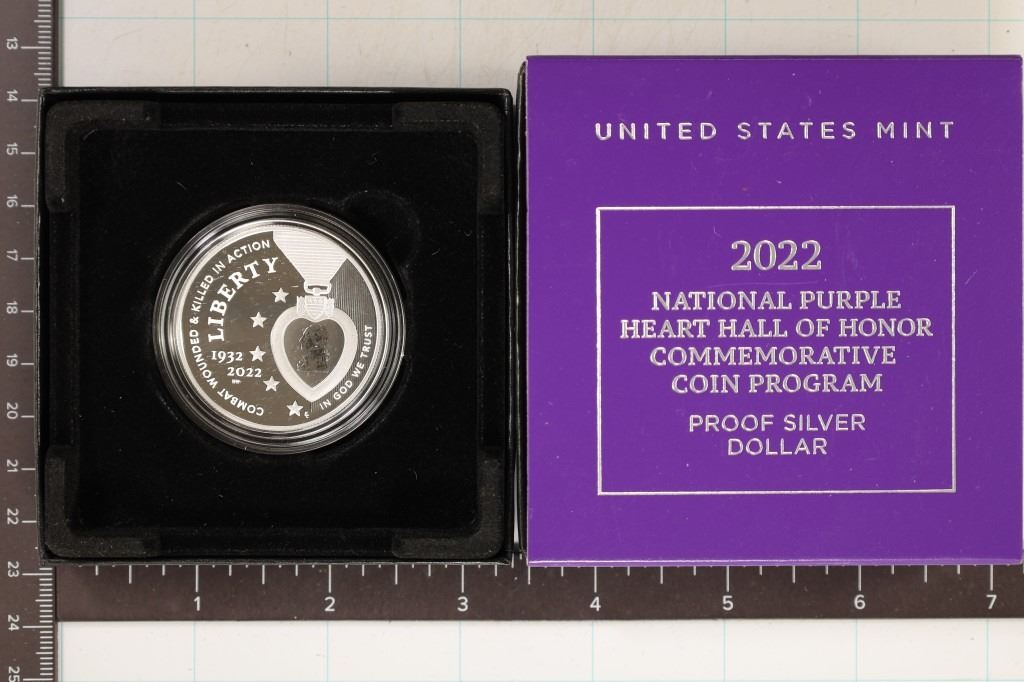 COMBAT WOUNDED & KILLED IN ACTION
LIBERTY
1932
2022
IN GOD WE TRUST
UNITED STATES MINT
2022
NATIONAL PURPLE
HEART HALL OF HONOR
COMMEMORATIVE
COIN PROGRAM
PROOF SILVER
DOLLAR
13
14
15
16
17
18
19
20
21
22
23
24
25
1 2 3 4 5 6 7